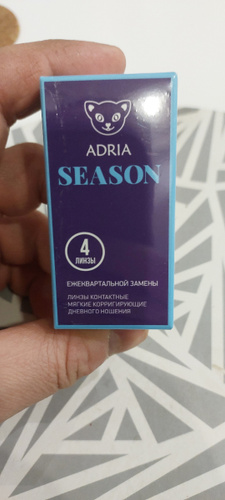 ADRIA
SEASON
4
ЛИНЗЫ
ЕЖЕКВАРТАЛЬНОЙ ЗАМЕНЫ
ЛИНЗЫ КОНТАКТНЫЕ
МЯГКИЕ КОРРИГИРУЮЩИЕ
ДНЕВНОГО НОШЕНИЯ